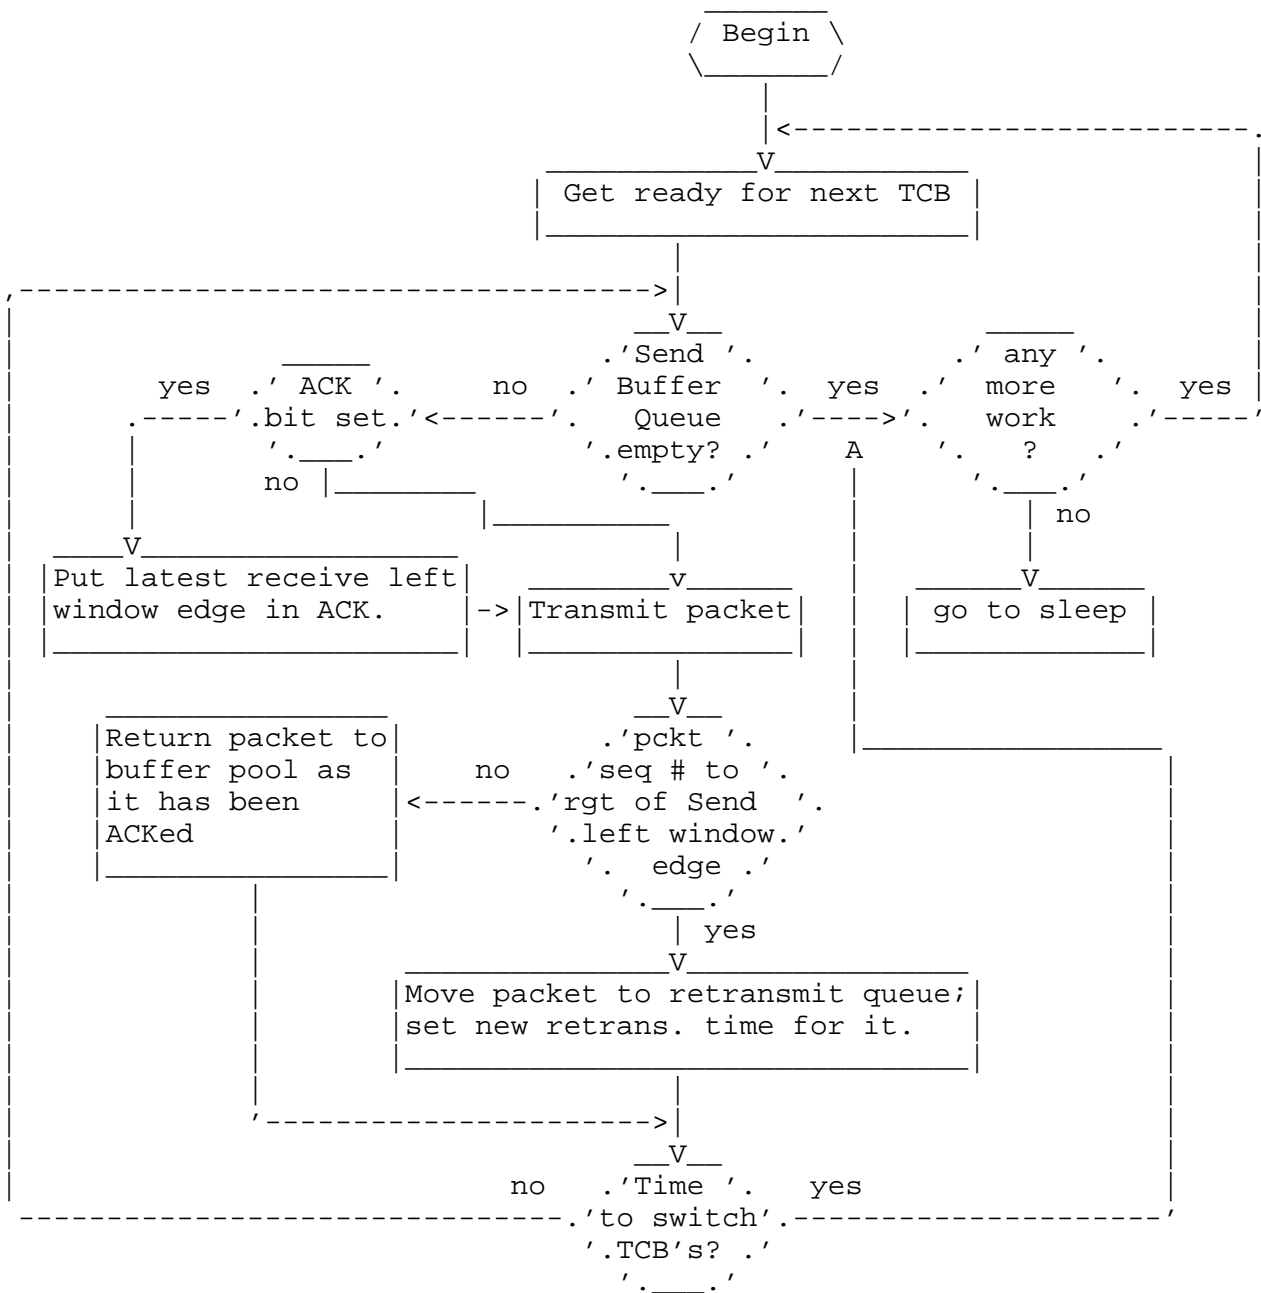 Begin
Get ready for next TCB
Send any
yes ACK no Buffer yes more yes
bit set. Queue work
empty? A ?
no
no
Put latest receive left
window edge in ACK. Transmit packet go to sleep
Return packet to pckt
buffer pool as no seq # to
it has been rgt of Send
ACKed left window.
edge
yes
Move packet to retransmit queue;
set new retrans. time for it.
no Time yes
to switch
TCB's?